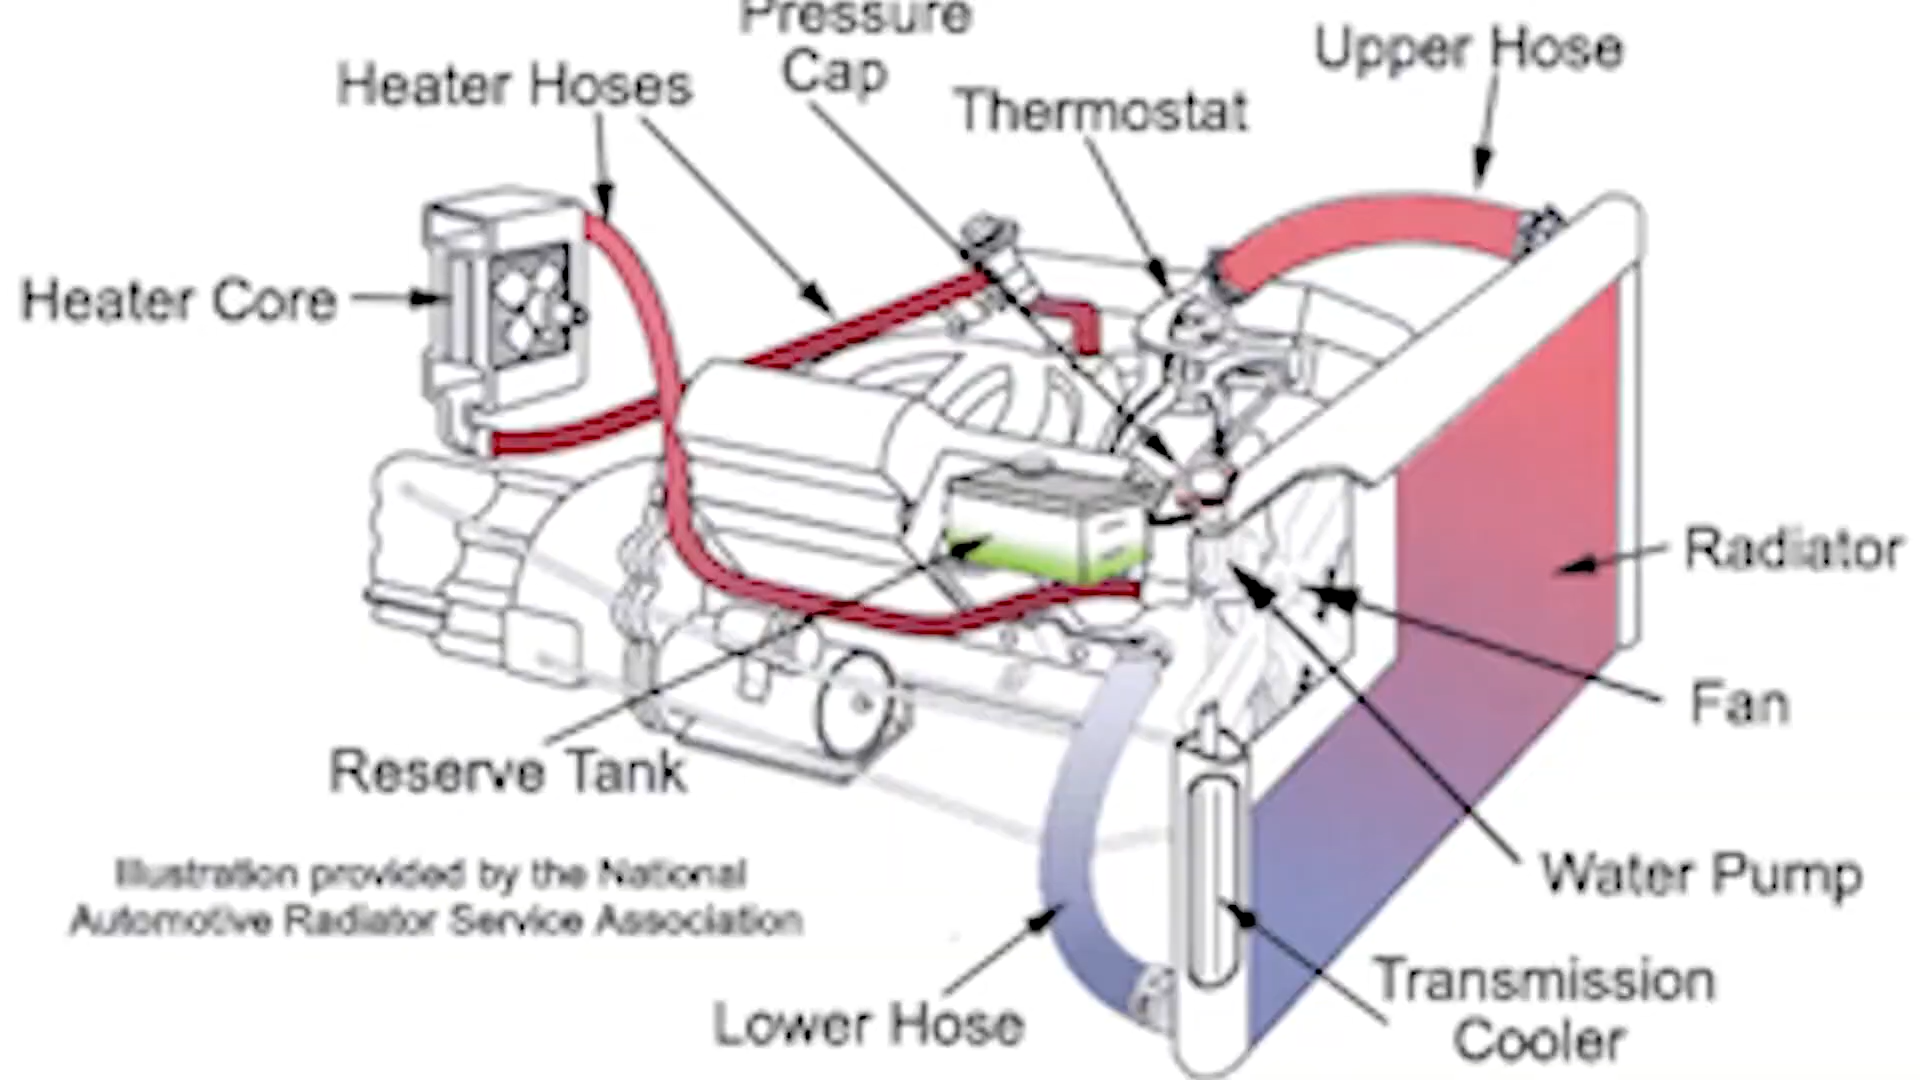 Pressure
Cap
Upper Hose
Heater Hoses
Thermostat
Heater Core
Radiator
Fan
Reserve Tank
Water Pump
Illustration provided by the National
Automotive Radiator Service Association
Transmission
Cooler
Lower Hose